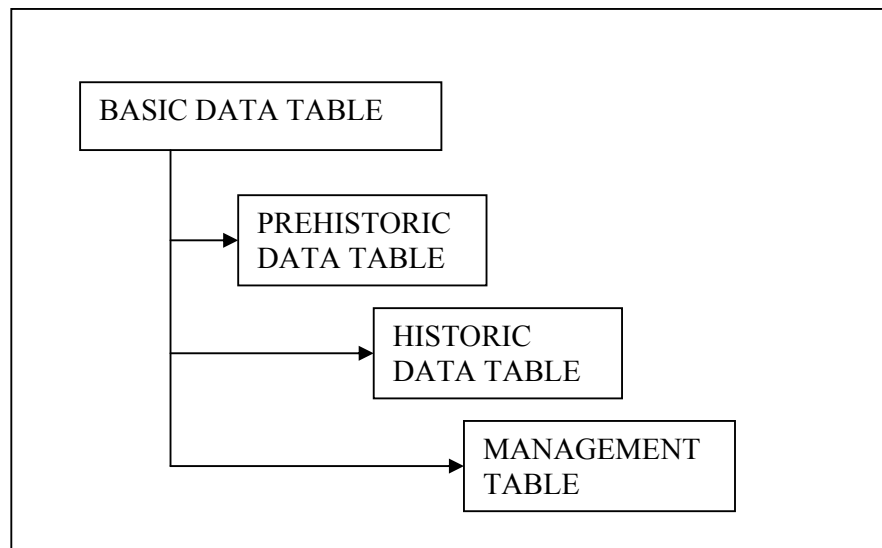 BASIC DATA TABLE
PREHISTORIC
DATA TABLE
HISTORIC
DATA TABLE
MANAGEMENT
TABLE